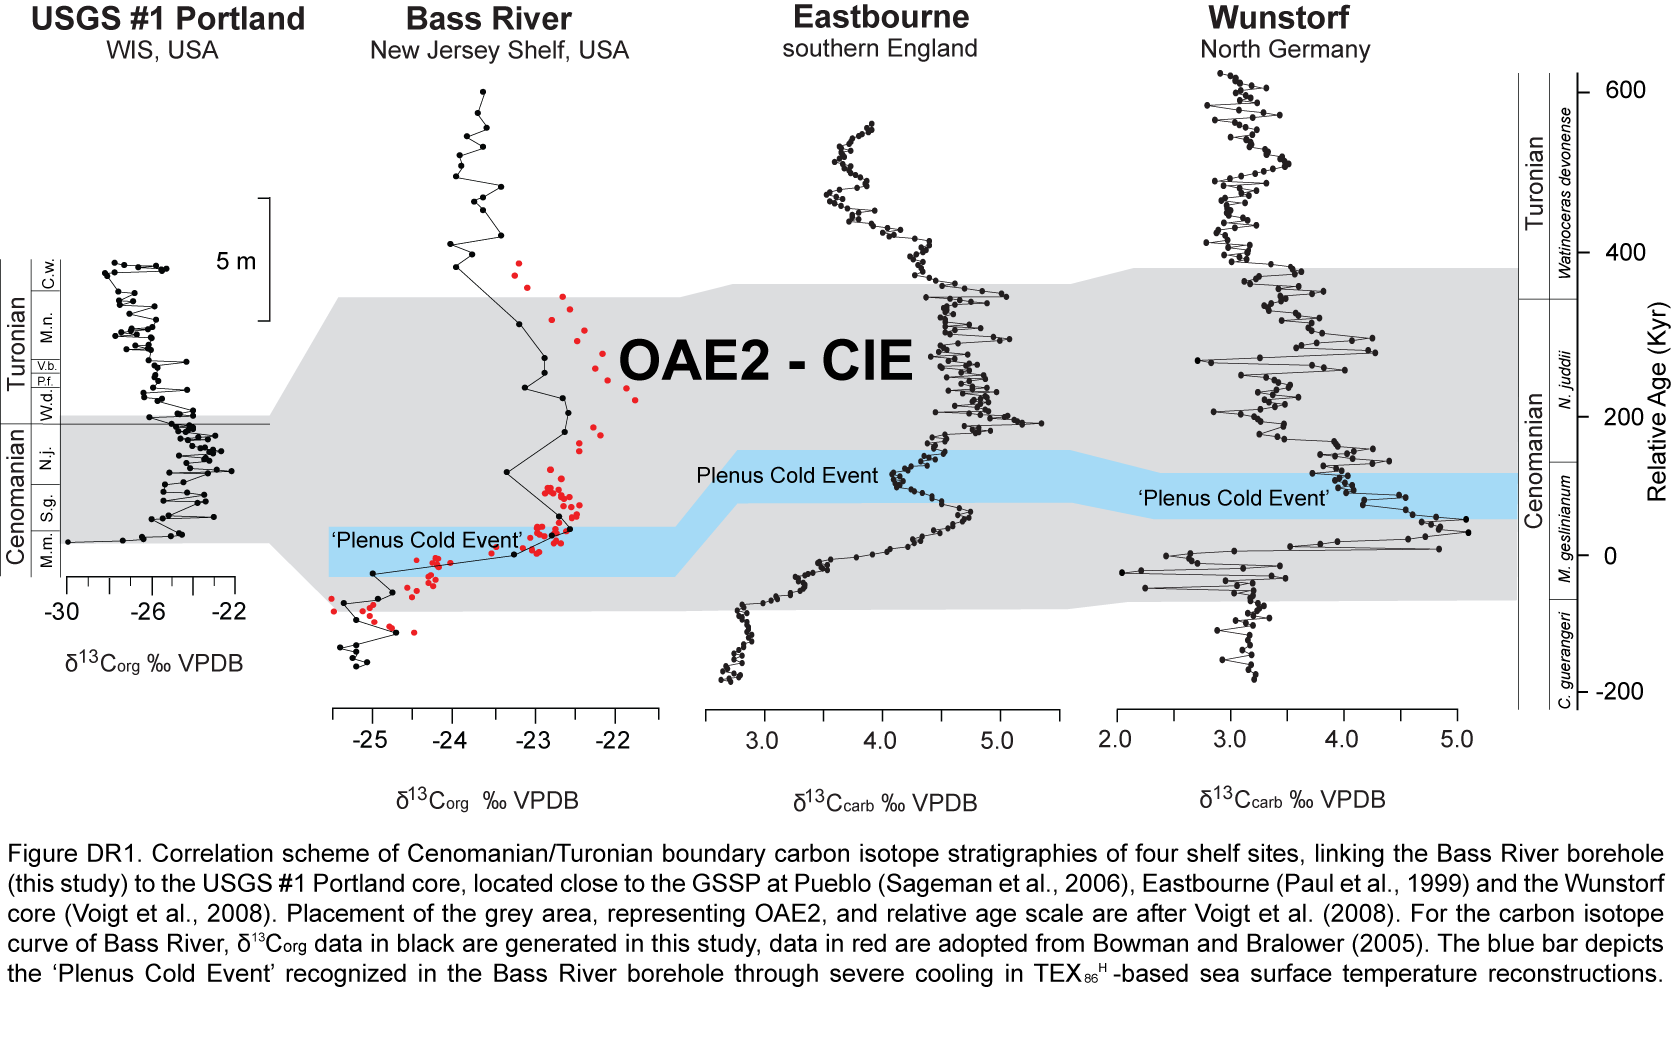 USGS #1 Portland
WIS, USA
Bass River
New Jersey Shelf, USA
Eastbourne
southern England
Wunstorf
North Germany
5 m
Turonian
Cenomanian
C.w.
M.n.
V.b.
P.f.
W.d.
N.j.
S.g.
M.m.
-30
-26
-22
δ13Corg ‰ VPDB
OAE2 - CIE
'Plenus Cold Event'
Plenus Cold Event
'Plenus Cold Event'
-25
-24
-23
-22
δ13Corg ‰ VPDB
3.0
4.0
5.0
δ13Ccarb ‰ VPDB
2.0
3.0
4.0
5.0
δ13Ccarb ‰ VPDB
Turonian
Cenomanian
Watinoceras devonense
N. juddii
M. geslinianum
C. guerangeri
600
400
200
0
-200
Relative Age (Kyr)
Figure DR1. Correlation scheme of Cenomanian/Turonian boundary carbon isotope stratigraphies of four shelf sites, linking the Bass River borehole
(this study) to the USGS #1 Portland core, located close to the GSSP at Pueblo (Sageman et al., 2006), Eastbourne (Paul et al., 1999) and the Wunstorf
core (Voigt et al., 2008). Placement of the grey area, representing OAE2, and relative age scale are after Voigt et al. (2008). For the carbon isotope
curve of Bass River, δ13Corg data in black are generated in this study, data in red are adopted from Bowman and Bralower (2005). The blue bar depicts
the 'Plenus Cold Event' recognized in the Bass River borehole through severe cooling in TEX86H -based sea surface temperature reconstructions.